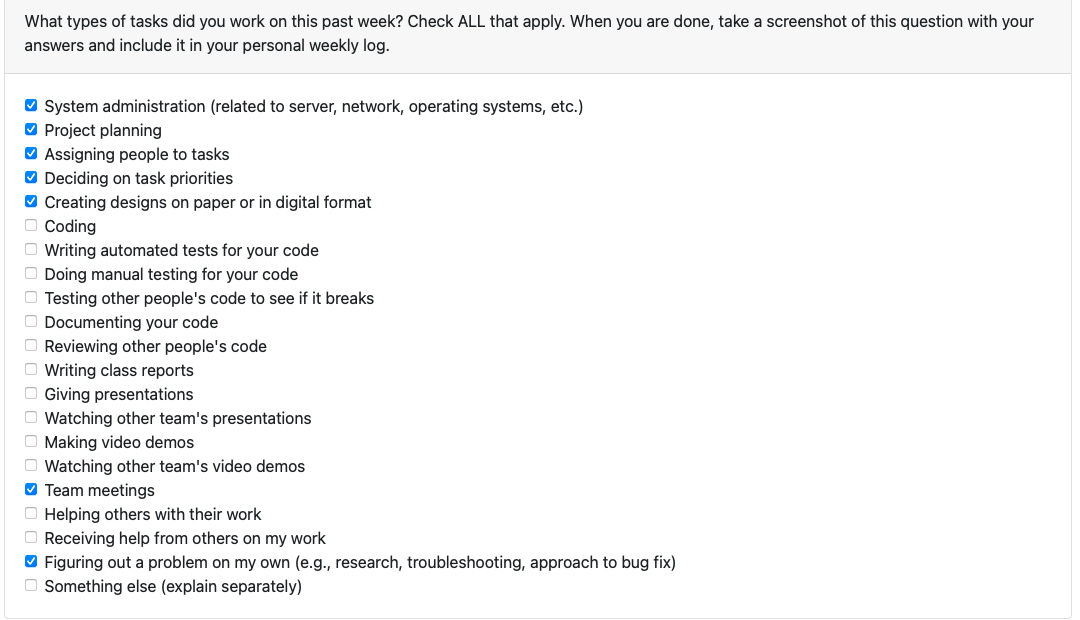 What types of tasks did you work on this past week? Check ALL that apply. When you are done, take a screenshot of this question with your
answers and include it in your personal weekly log.
System administration (related to server, network, operating systems, etc.)
Project planning
Assigning people to tasks
Deciding on task priorities
Creating designs on paper or in digital format
Coding
Writing automated tests for your code
Doing manual testing for your code
Testing other people's code to see if it breaks
Documenting your code
Reviewing other people's code
Writing class reports
Giving presentations
Watching other team's presentations
Making video demos
Watching other team's video demos
Team meetings
Helping others with their work
Receiving help from others on my work
Figuring out a problem on my own (e.g., research, troubleshooting, approach to bug fix)
Something else (explain separately)